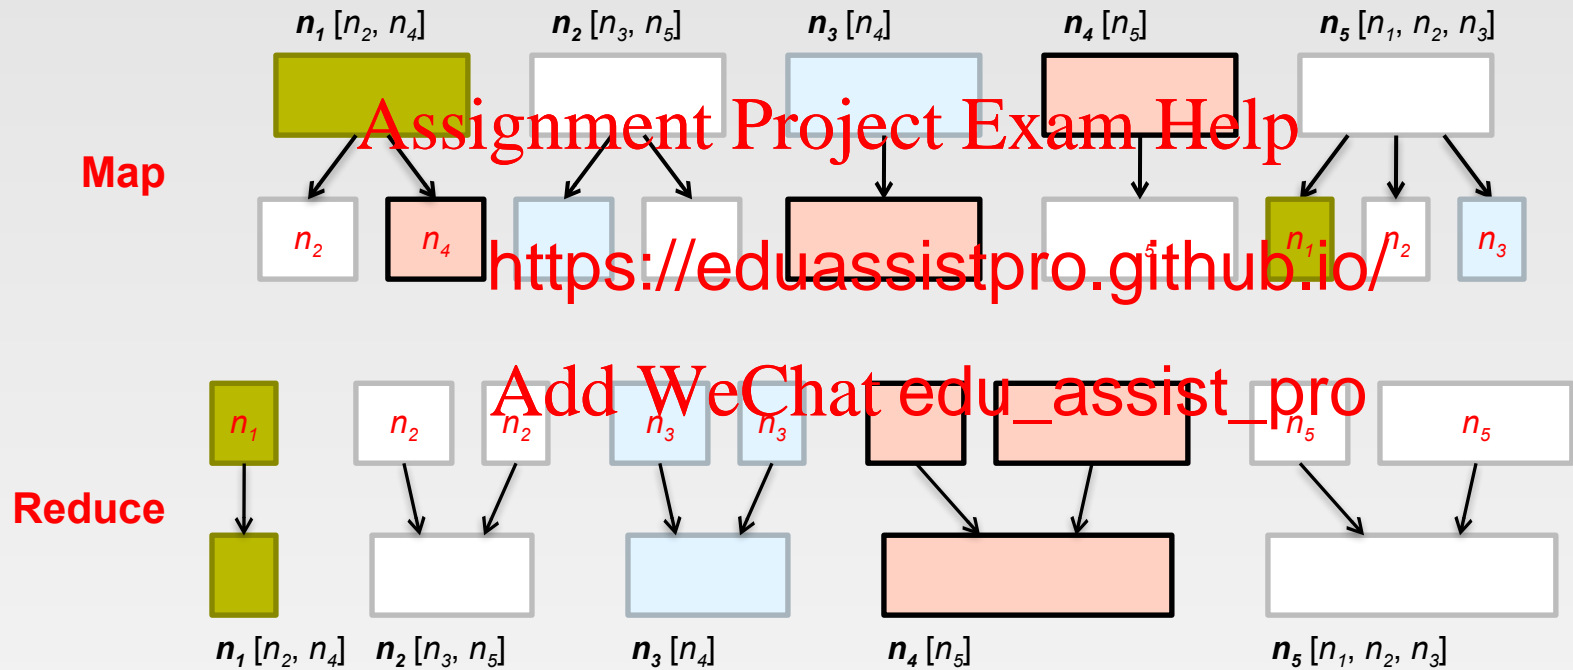 n1 [n2, n4] n2 [n3, n5] n3 [n4] n4 [n5] n5 [n1, n2, n3]
Assignment Project Exam Help
Map
n2 n4 5 n1 n2 n3
https://eduassistpro.github.io/
Add WeChat edu_assist_pro
n1 n2 n2 n3 n3 n5 n5
Reduce
n1 [n2, n4] n2 [n3, n5] n3 [n4] n4 [n5] n5 [n1, n2, n3]